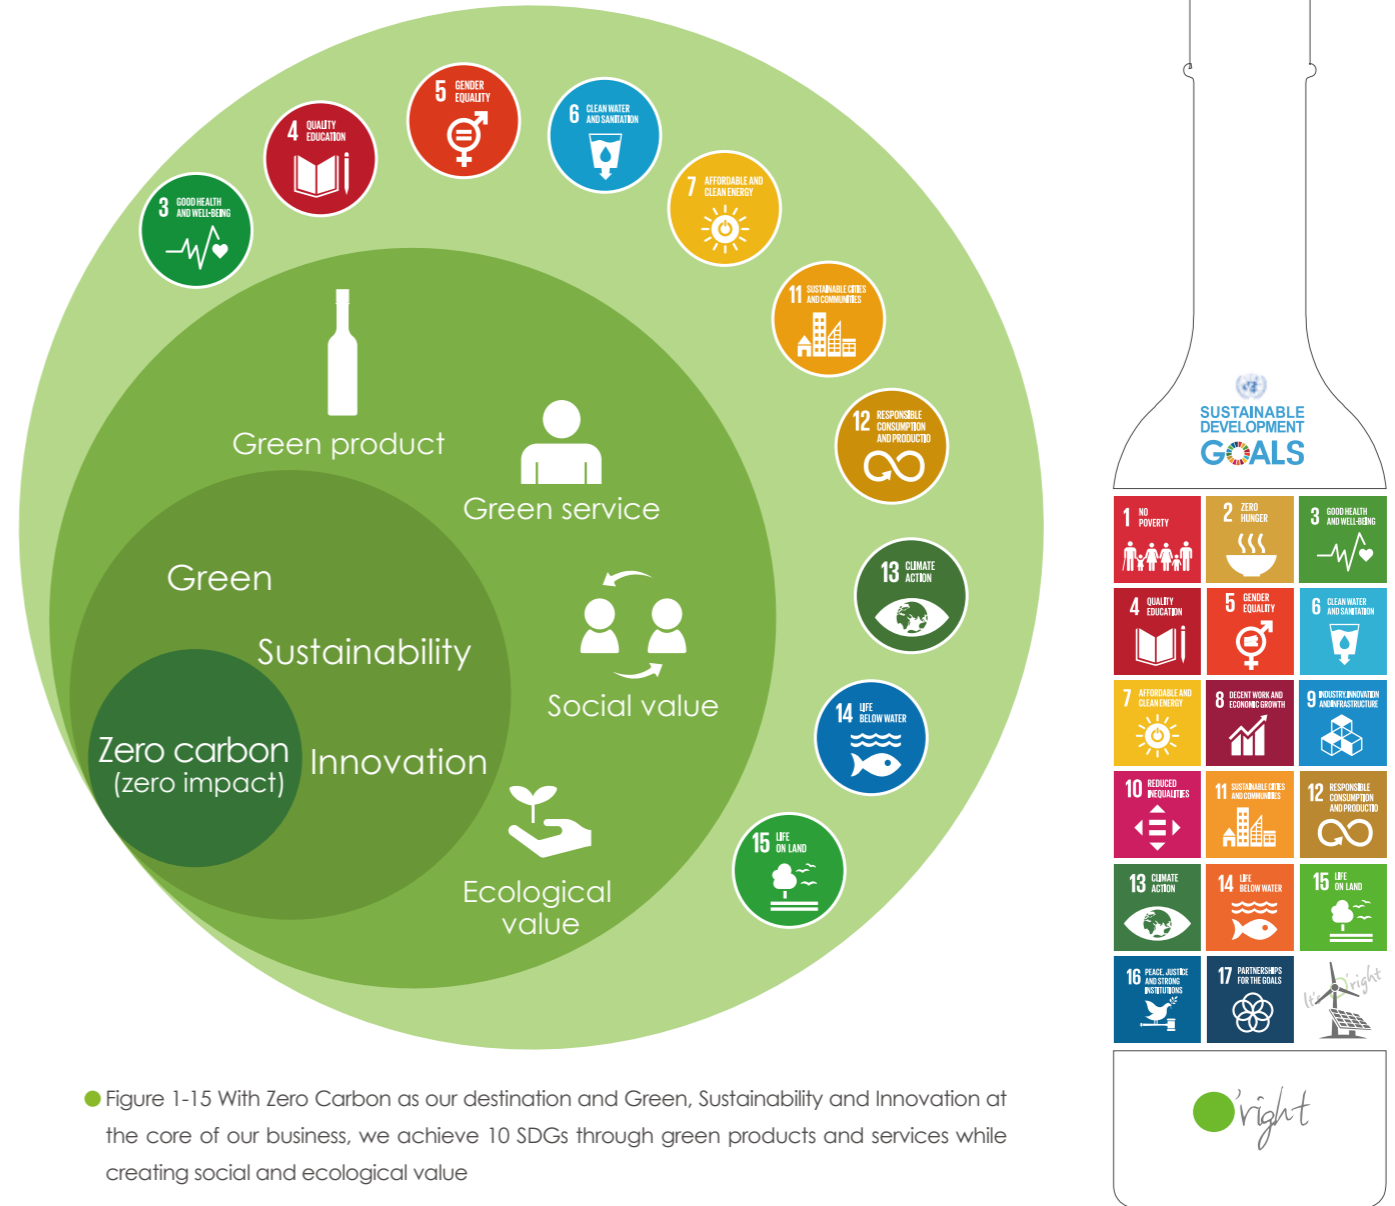 5 GENDER
EQUALITY
4 QUALITY
EDUCATION
6 CLEAN WATER
AND SANITATION
3 GOOD HEALTH
AND WELL-BEING
7 AFFORDABLE AND
CLEAN ENERGY
11 SUSTAINABLE CITIES
AND COMMUNITIES
12 RESPONSIBLE
CONSUMPTION
AND PRODUCTIO
13 CLIMATE
ACTION
14 LIFE
BELOW WATER
15 LIFE
ON LAND
Green product
Green service
Social value
Ecological
value
Green
Sustainability
Innovation
Zero carbon
(zero impact)
Figure 1-15 With Zero Carbon as our destination and Green, Sustainability and Innovation at
the core of our business, we achieve 10 SDGs through green products and services while
creating social and ecological value
SUSTAINABLE
DEVELOPMENT
GOALS
1 NO
POVERTY
2 ZERO
HUNGER
3 GOOD HEALTH
AND WELL-BEING
4 QUALITY
EDUCATION
5 GENDER
EQUALITY
6 CLEAN WATER
AND SANITATION
7 AFFORDABLE AND
CLEAN ENERGY
8 DECENT WORK AND
ECONOMIC GROWTH
9 INDUSTRY, INNOVATION
AND INFRASTRUCTURE
10 REDUCED
INEQUALITIES
11 SUSTAINABLE CITIES
AND COMMUNITIES
12 RESPONSIBLE
CONSUMPTION
AND PRODUCTIO
13 CLIMATE
ACTION
14 LIFE
BELOW WATER
15 LIFE
ON LAND
16 PEACE, JUSTICE
AND STRONG
INSTITUTIONS
17 PARTNERSHIPS
FOR THE GOALS
It's O'right
O'right